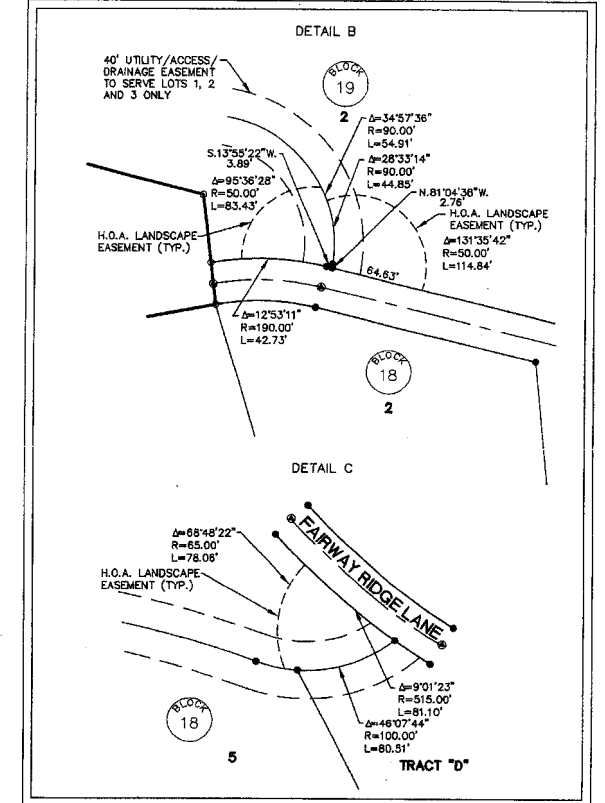 DETAIL B
40' UTILITY/ACCESS/
DRAINAGE EASEMENT
TO SERVE LOTS 1, 2
AND 3 ONLY
BLOCK
19
2
Δ=34°57'36"
R=90.00'
L=54.91'
S.13°55'22"W.
3.89'
Δ=28°33'14"
R=90.00'
L=44.85'
Δ=95°36'28"
R=50.00'
L=83.43'
N.81°04'38"W.
2.76'
H.O.A. LANDSCAPE
EASEMENT (TYP.)
H.O.A. LANDSCAPE
EASEMENT (TYP.)
Δ=131°35'42"
R=50.00'
L=114.84'
64.63'
Δ=12°53'11"
R=190.00'
L=42.73'
BLOCK
18
2
DETAIL C
Δ=68°48'22"
R=65.00'
L=78.06'
H.O.A. LANDSCAPE
EASEMENT (TYP.)
FAIRWAY RIDGE LANE
Δ=9°01'23"
R=515.00'
L=81.10'
Δ=46°07'44"
R=100.00'
L=80.51'
BLOCK
18
5
TRACT "D"